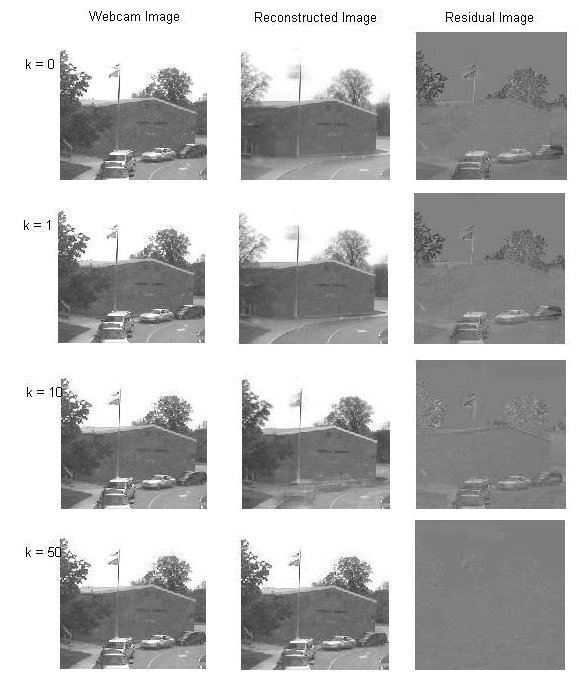 Webcam Image Reconstructed Image Residual Image
k = 0
k = 1
k = 10
k = 50